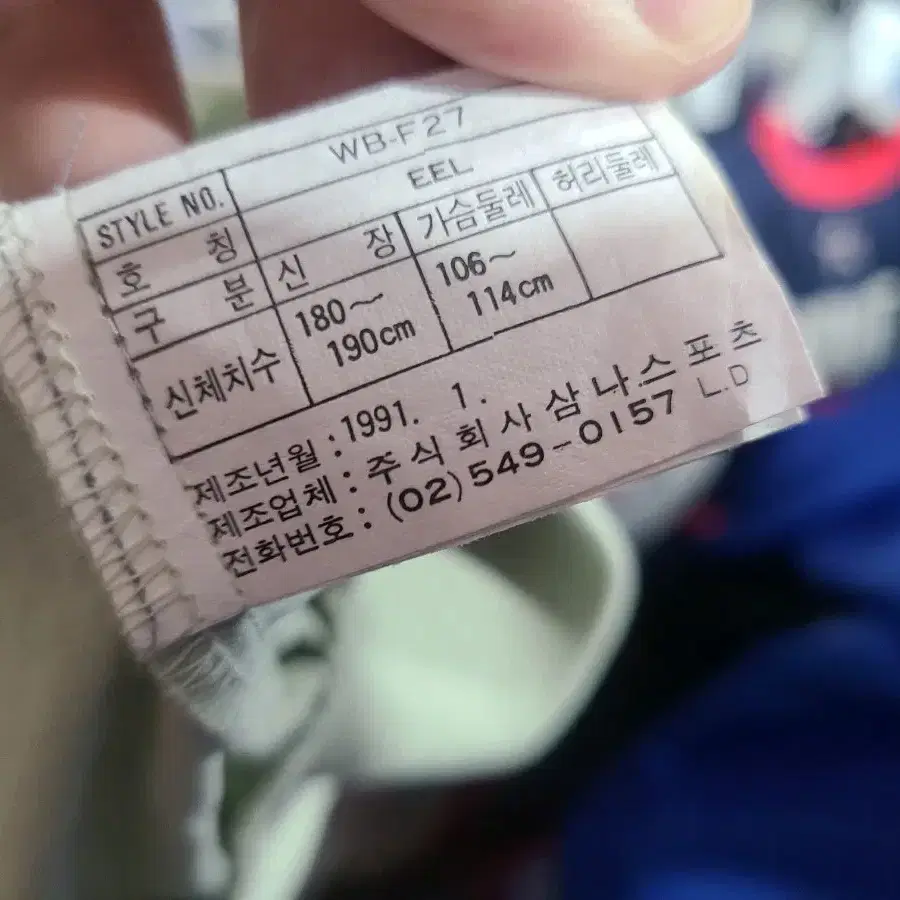 STYLE NO. WB-F27
호 칭 EEL
구 분 신 장 가슴둘레 허리둘레
신체치수 180~190cm 106~114cm
제조년월 : 1991. 1.
제조업체 : 주식회사삼나스포츠
전화번호 : (02)549-0157 L.D